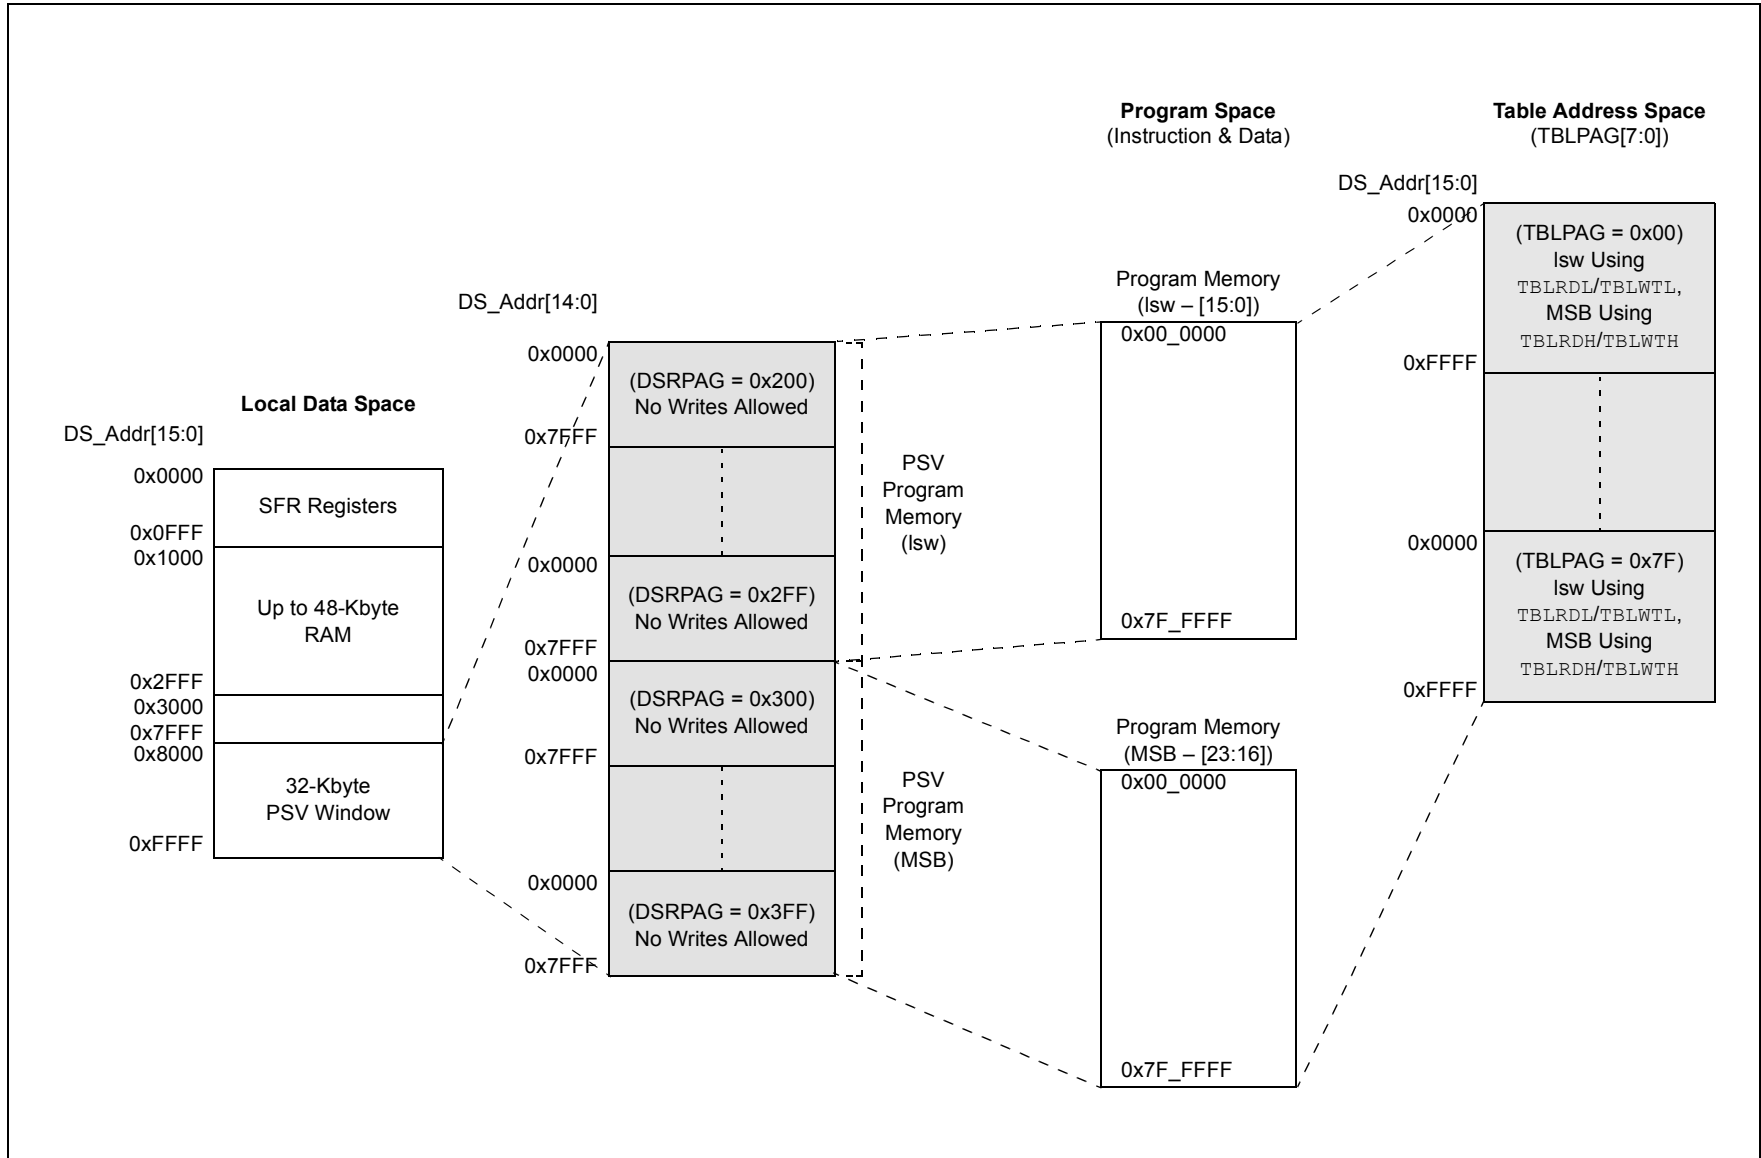 Program Space
(Instruction & Data)
Table Address Space
(TBLPAG[7:0])
DS_Addr[15:0]
0x0000
(TBLPAG = 0x00)
lsw Using
TBLRDL/TBLWTL,
MSB Using
TBLRDH/TBLWTH
0xFFFF
0x0000
(TBLPAG = 0x7F)
lsw Using
TBLRDL/TBLWTL,
MSB Using
TBLRDH/TBLWTH
0xFFFF
Program Memory
(lsw – [15:0])
0x00_0000
0x7F_FFFF
Program Memory
(MSB – [23:16])
0x00_0000
0x7F_FFFF
DS_Addr[14:0]
0x0000
(DSRPAG = 0x200)
No Writes Allowed
0x7FFF
0x0000
(DSRPAG = 0x2FF)
No Writes Allowed
0x7FFF
0x0000
(DSRPAG = 0x300)
No Writes Allowed
0x7FFF
0x0000
(DSRPAG = 0x3FF)
No Writes Allowed
0x7FFF
PSV
Program
Memory
(lsw)
PSV
Program
Memory
(MSB)
Local Data Space
DS_Addr[15:0]
0x0000
SFR Registers
0x0FFF
0x1000
Up to 48-Kbyte
RAM
0x2FFF
0x3000
0x7FFF
0x8000
32-Kbyte
PSV Window
0xFFFF